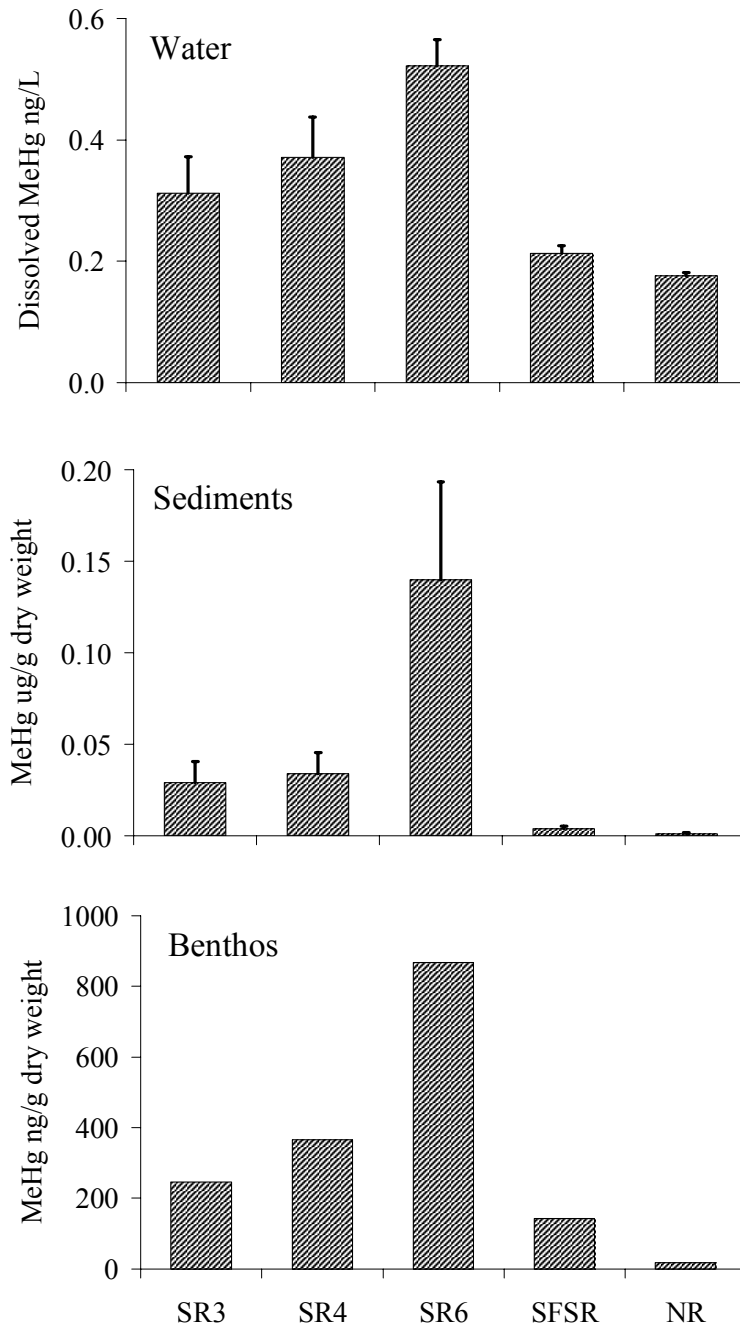 Water
Dissolved MeHg ng/L
0.6
0.4
0.2
0.0
Sediments
MeHg ug/g dry weight
0.20
0.15
0.10
0.05
0.00
Benthos
MeHg ng/g dry weight
1000
800
600
400
200
0
SR3 SR4 SR6 SFSR NR